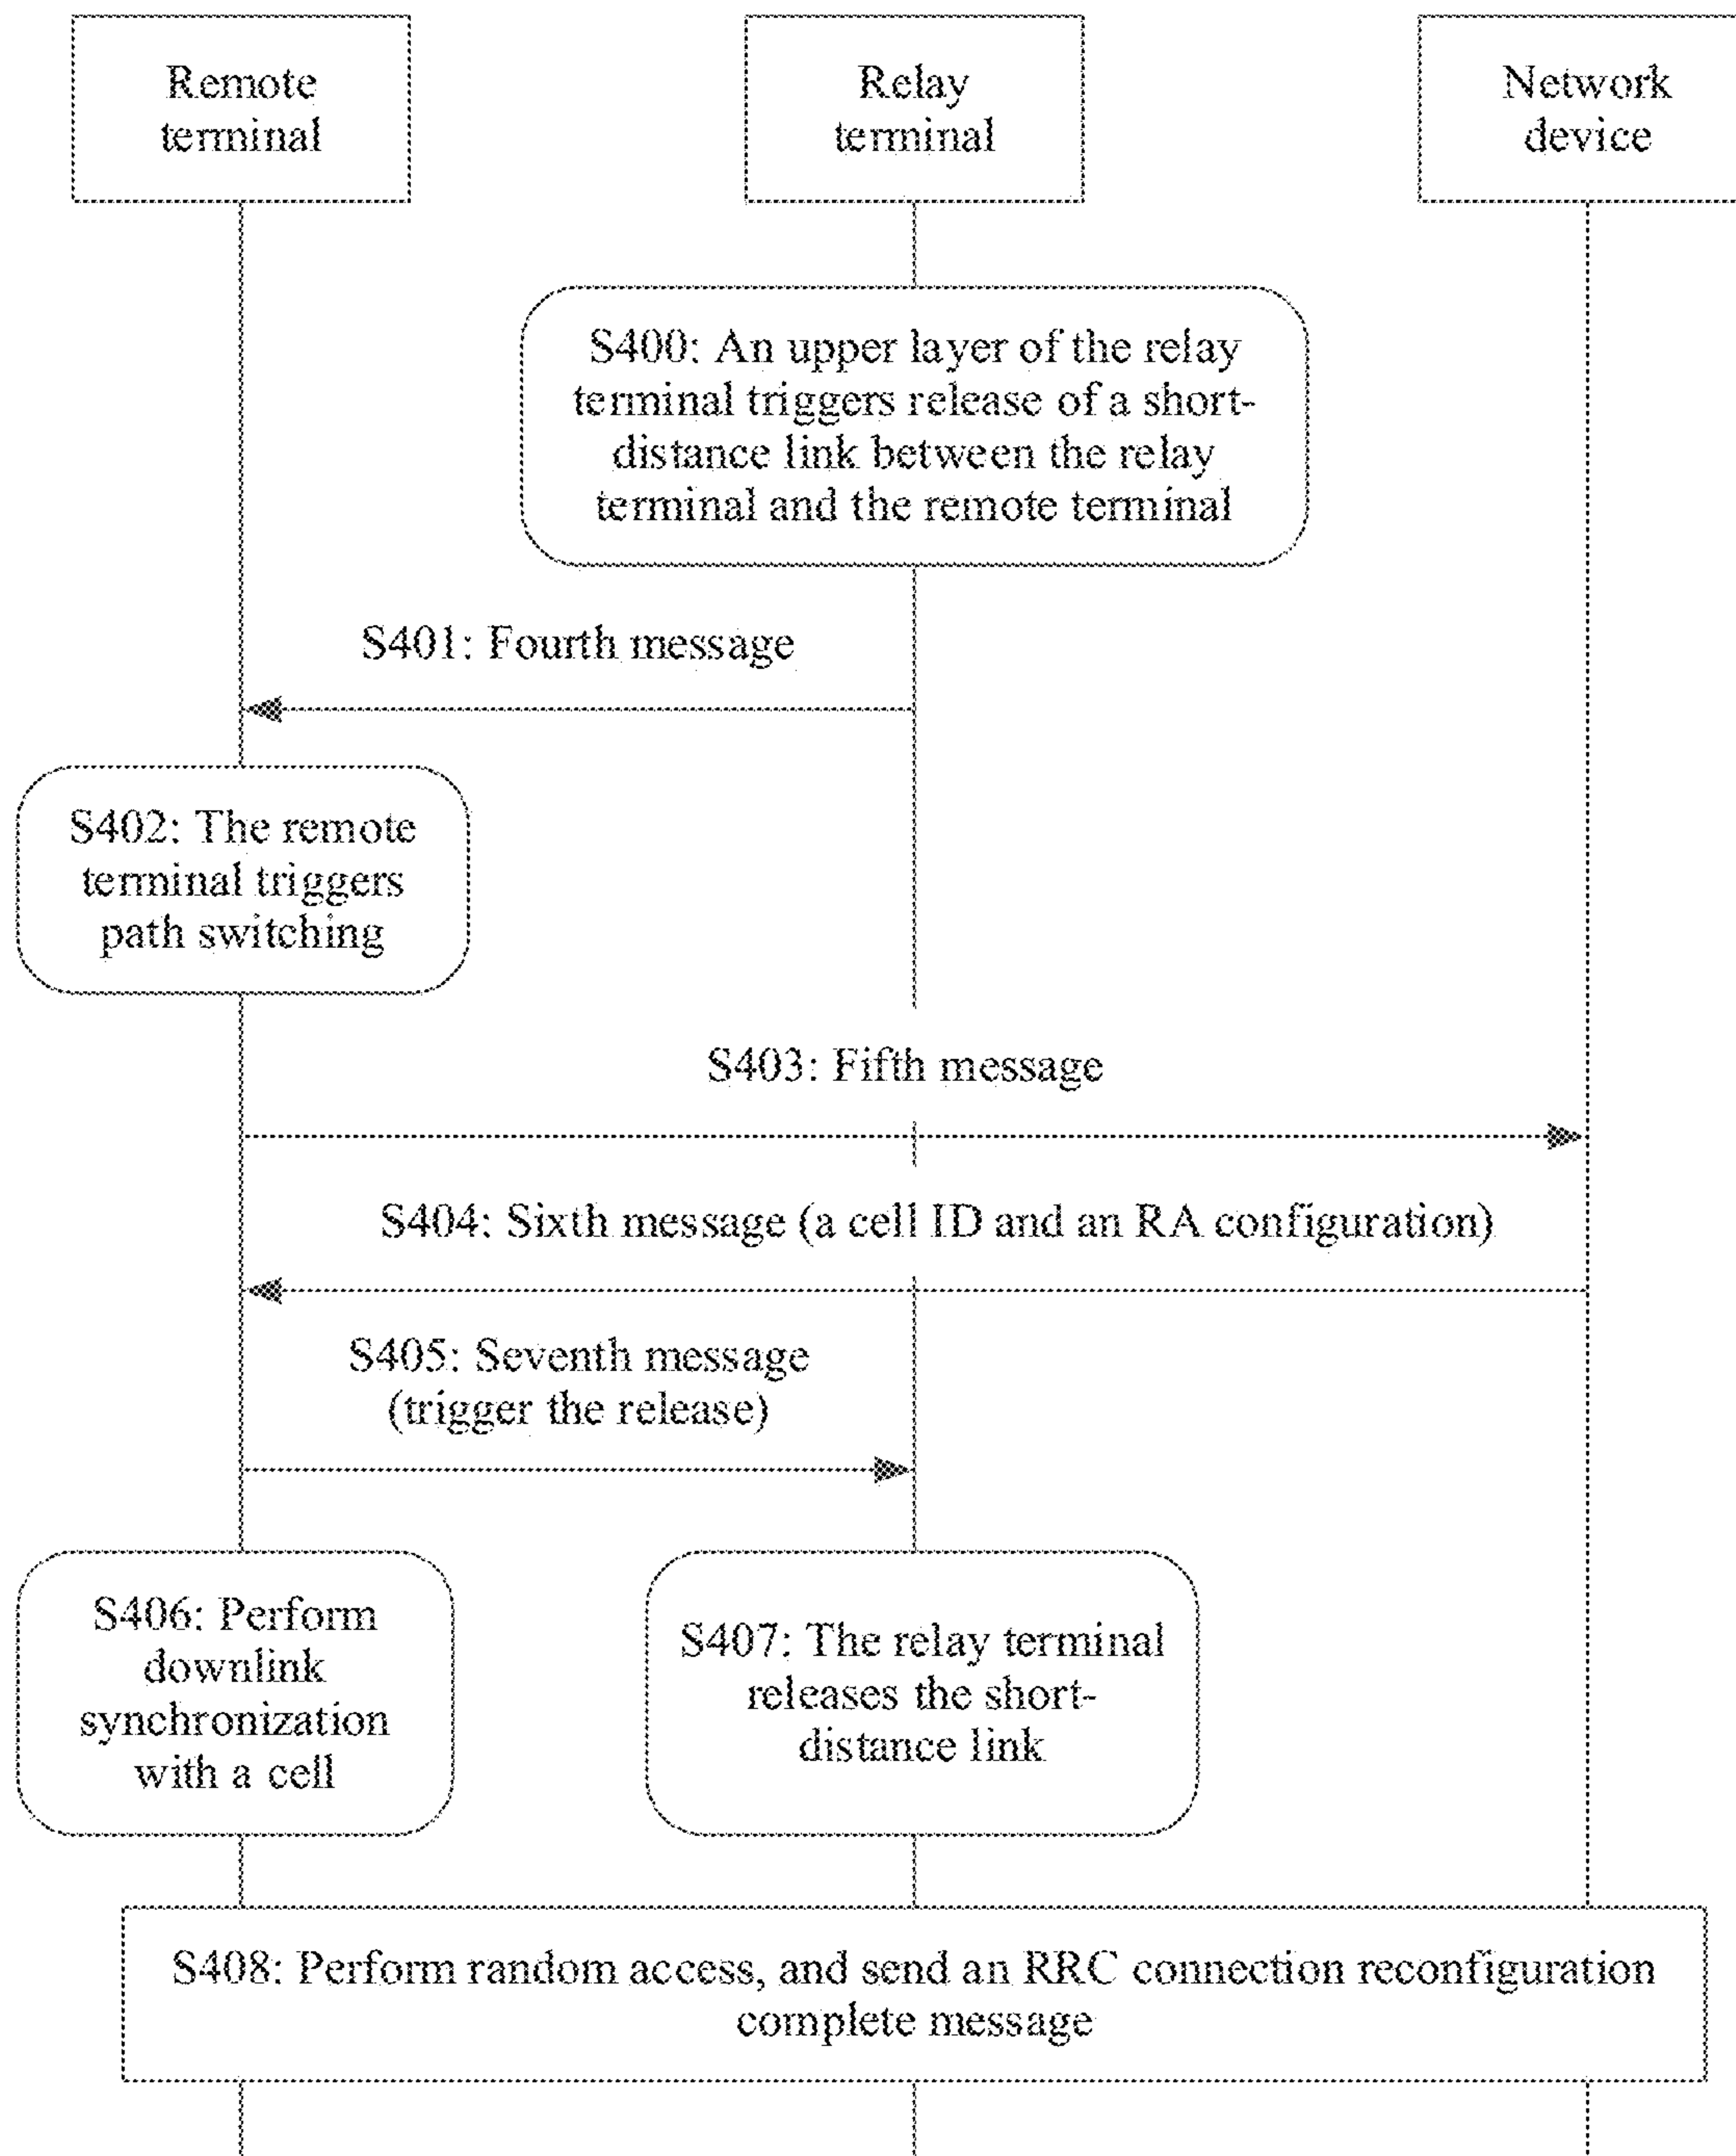 Remote
terminal
Relay
terminal
Network
device
S400: An upper layer of the relay
terminal triggers release of a short-
distance link between the relay
terminal and the remote terminal
S401: Fourth message
S402: The remote
terminal triggers
path switching
S403: Fifth message
S404: Sixth message (a cell ID and an RA configuration)
S405: Seventh message
(trigger the release)
S406: Perform
downlink
synchronization
with a cell
S407: The relay terminal
releases the short-
distance link
S408: Perform random access, and send an RRC connection reconfiguration
complete message